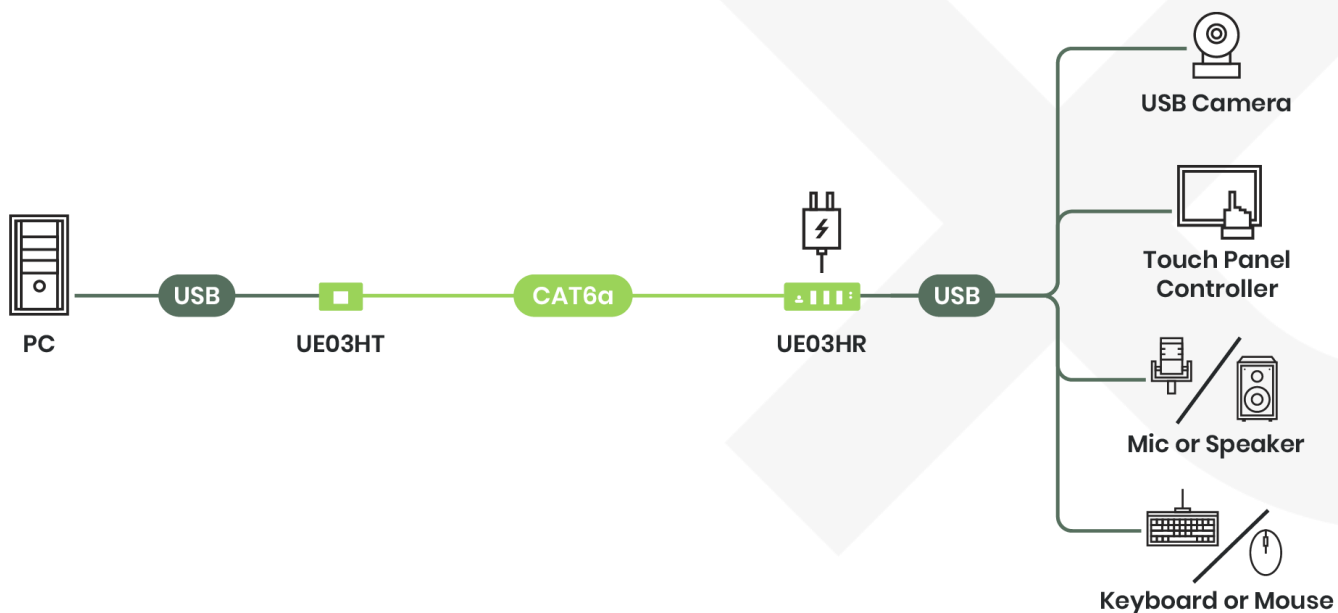 USB Camera
Touch Panel
Controller
USB
CAT6a
USB
PC
UE03HT
UE03HR
Mic or Speaker
Keyboard or Mouse